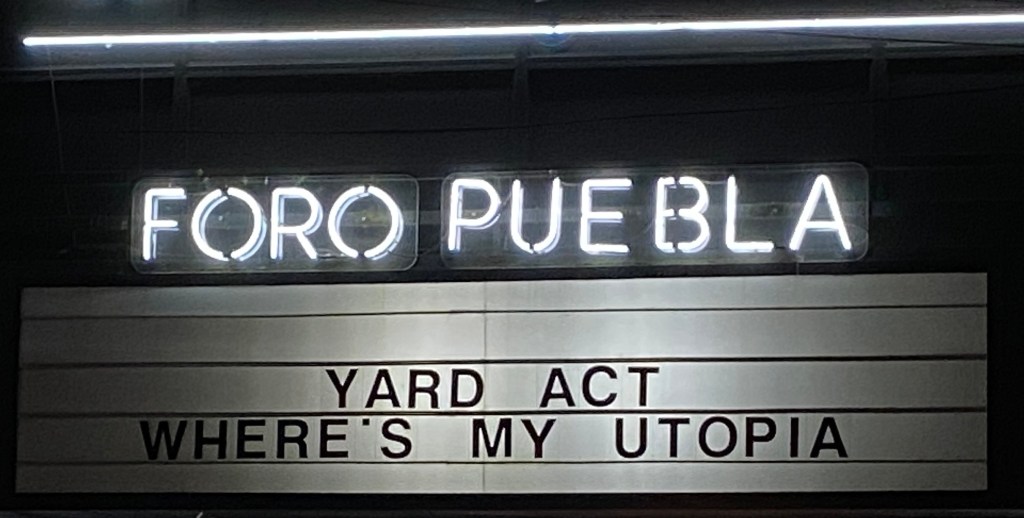 FORO PUEBLA
YARD ACT
WHERE'S MY UTOPIA